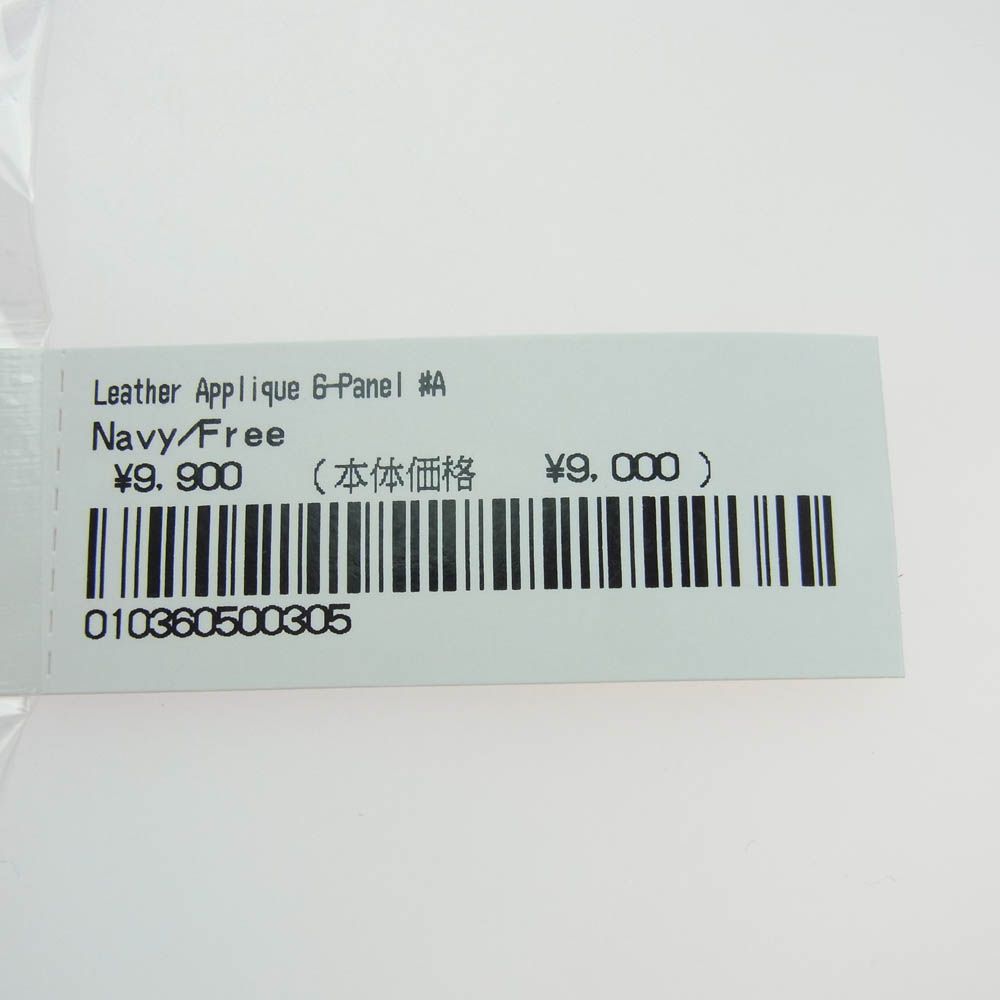 Leather Applique 6-Panel #A
Navy/Free
¥9,900 (本体価格 ¥9,000)
010360500305